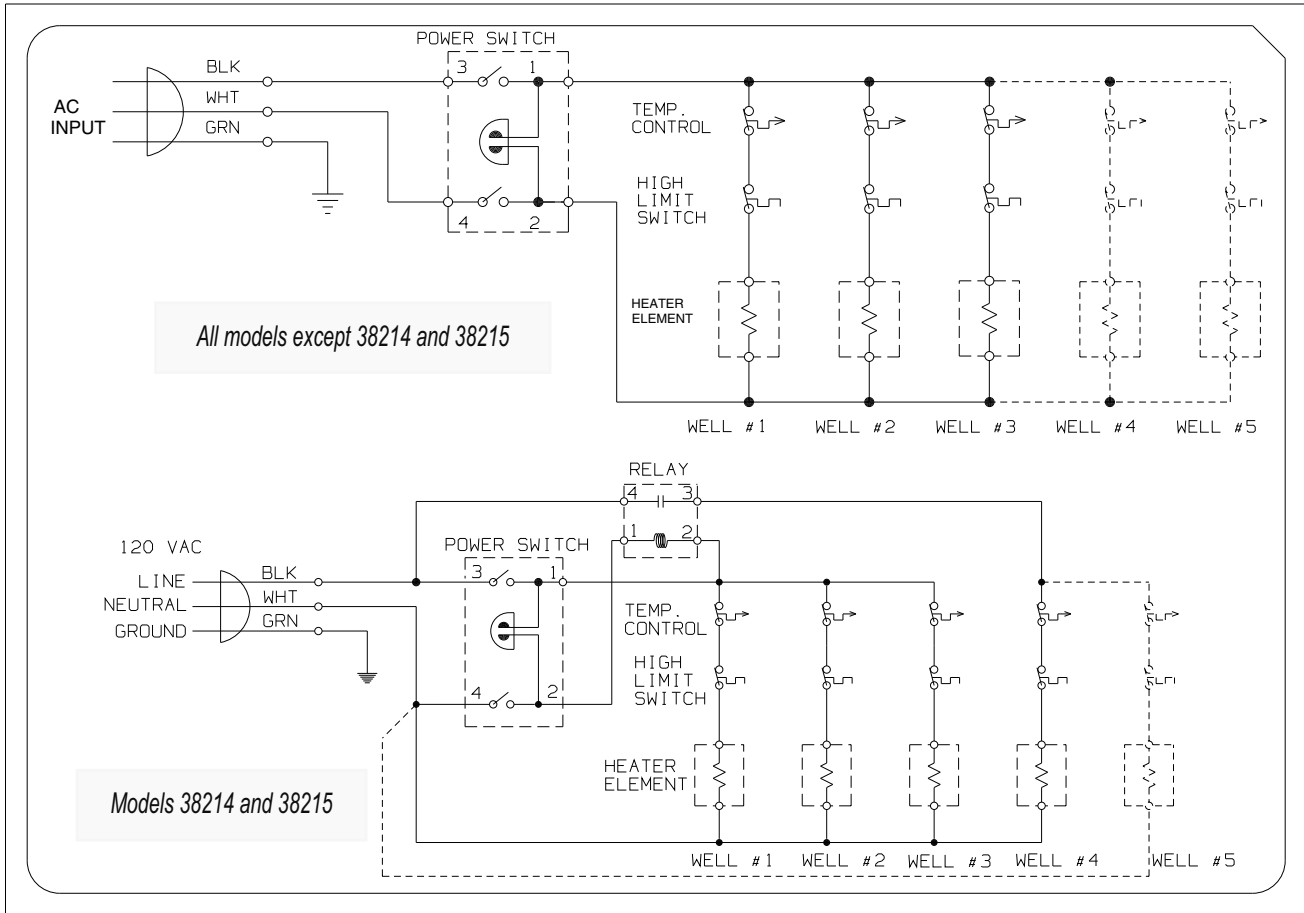 POWER SWITCH
BLK
3 1
AC
INPUT
WHT
GRN
TEMP.
CONTROL
HIGH
LIMIT
SWITCH
4 2
HEATER
ELEMENT
All models except 38214 and 38215
WELL #1 WELL #2 WELL #3 WELL #4 WELL #5
RELAY
4 3
1 2
120 VAC
POWER SWITCH
LINE BLK
3 1
NEUTRAL WHT
GROUND GRN
TEMP.
CONTROL
HIGH
LIMIT
SWITCH
4 2
HEATER
ELEMENT
Models 38214 and 38215
WELL #1 WELL #2 WELL #3 WELL #4 WELL #5